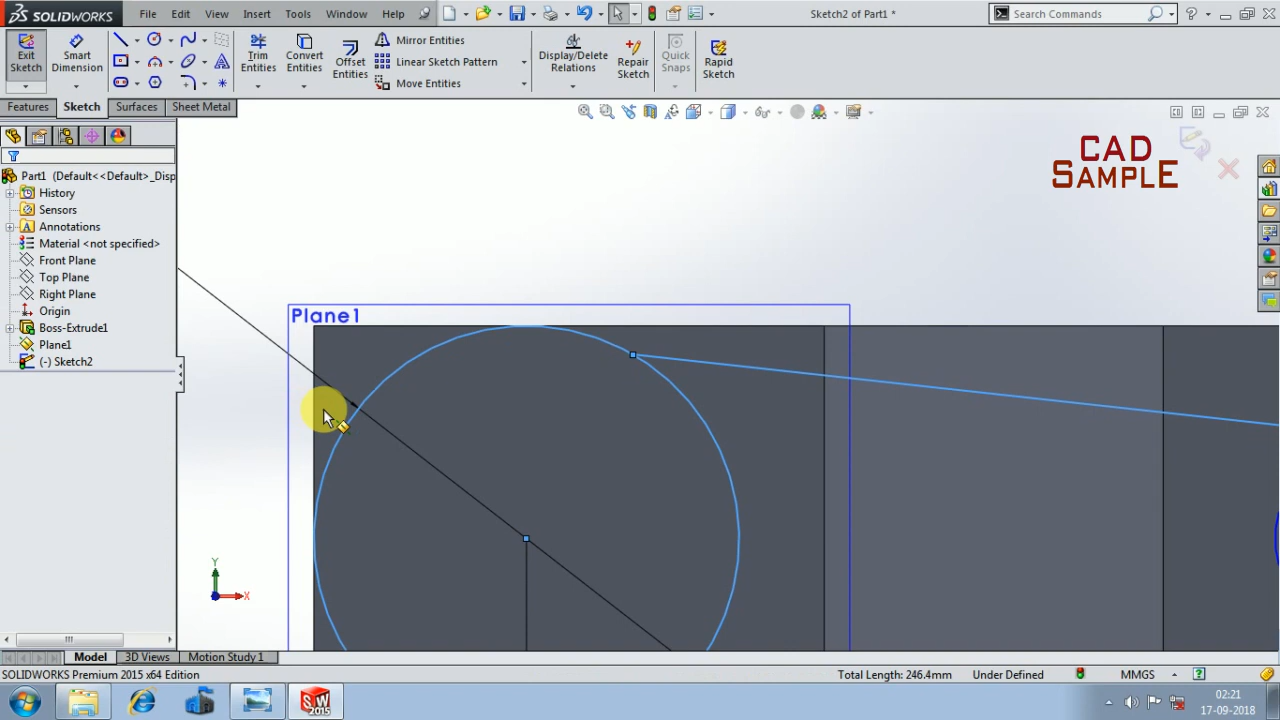 SOLIDWORKS File Edit View Insert Tools Window Help Sketch2 of Part1 * Search Commands ?
Exit Sketch Smart Dimension Trim Entities Convert Entities Offset Entities Mirror Entities Linear Sketch Pattern Move Entities Display/Delete Relations Quick Snaps Repair Sketch Rapid Sketch
Features Sketch Surfaces Sheet Metal
CAD
SAMPLE
Part1 (Default<<Default>_Disp
History
Sensors
Annotations
Material <not specified>
Front Plane
Top Plane
Right Plane
Origin
Boss-Extrude1
Plane1
(-) Sketch2
Plane1
Y
X
Model 3D Views Motion Study 1
SOLIDWORKS Premium 2015 x64 Edition Total Length: 246.4mm Under Defined MMGS ?
SW 2015
02:21
17-09-2018